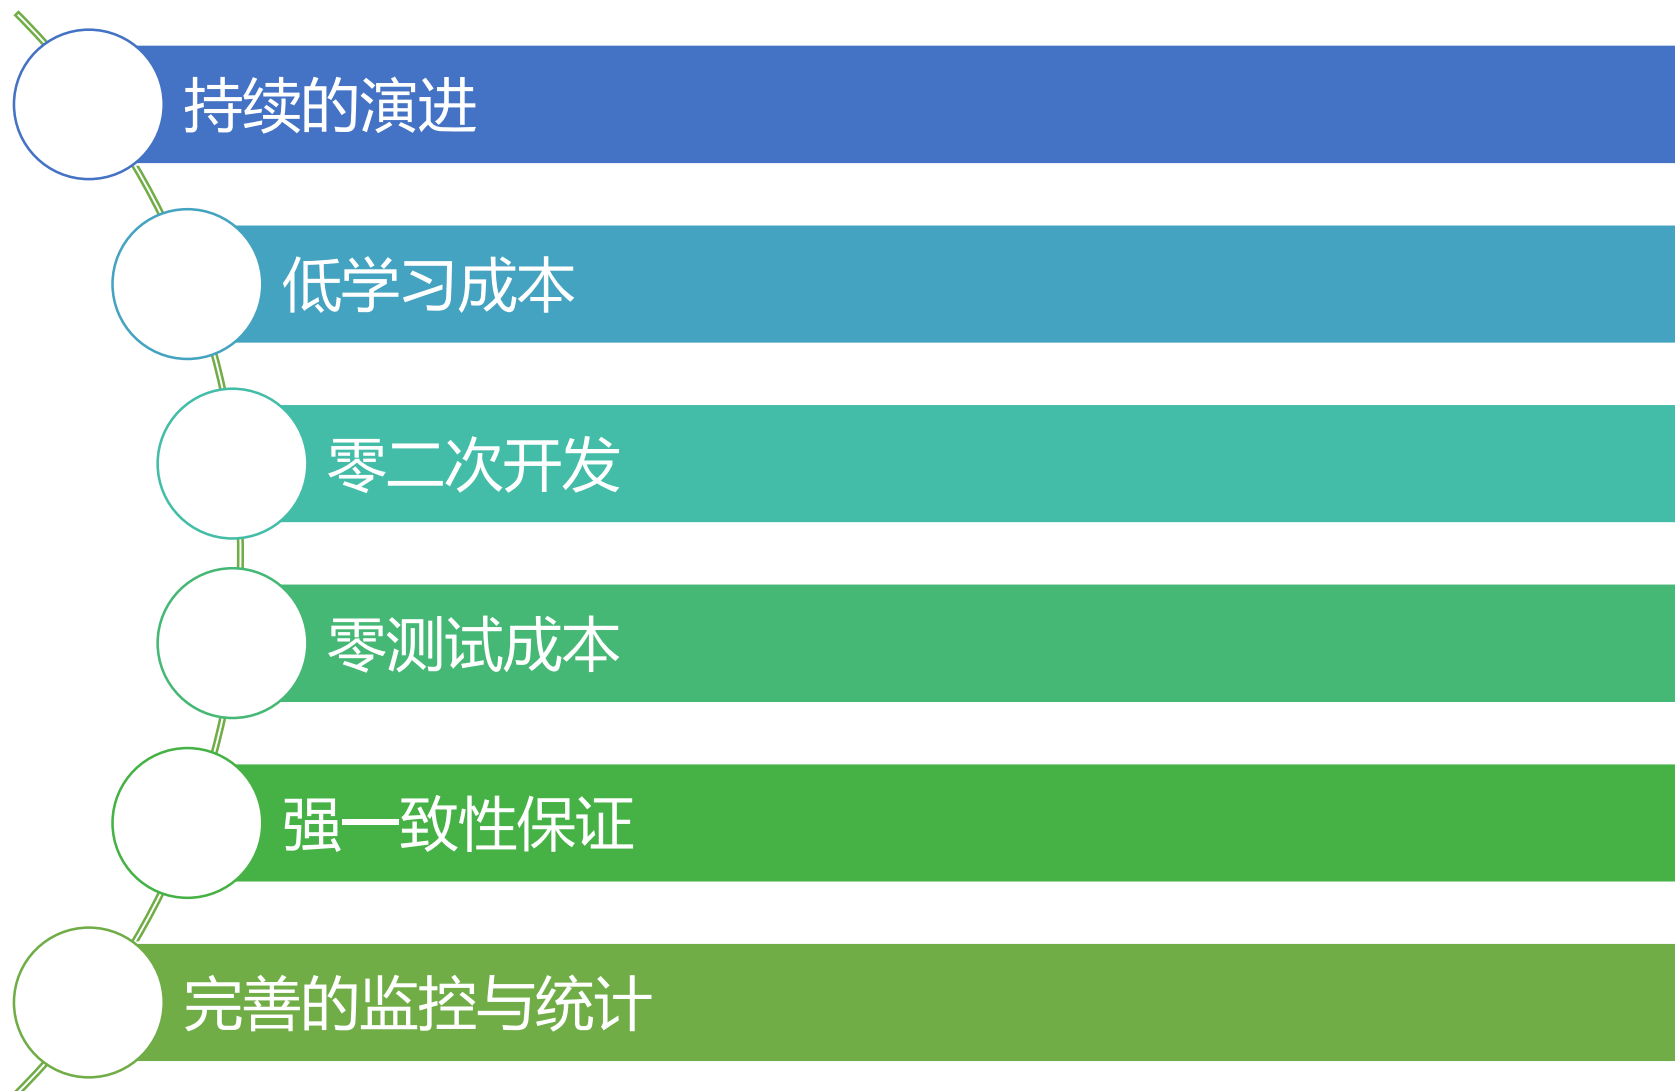 持续的演进
低学习成本
零二次开发
零测试成本
强一致性保证
完善的监控与统计